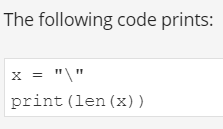 The following code prints:
x = "\"
print(len(x))